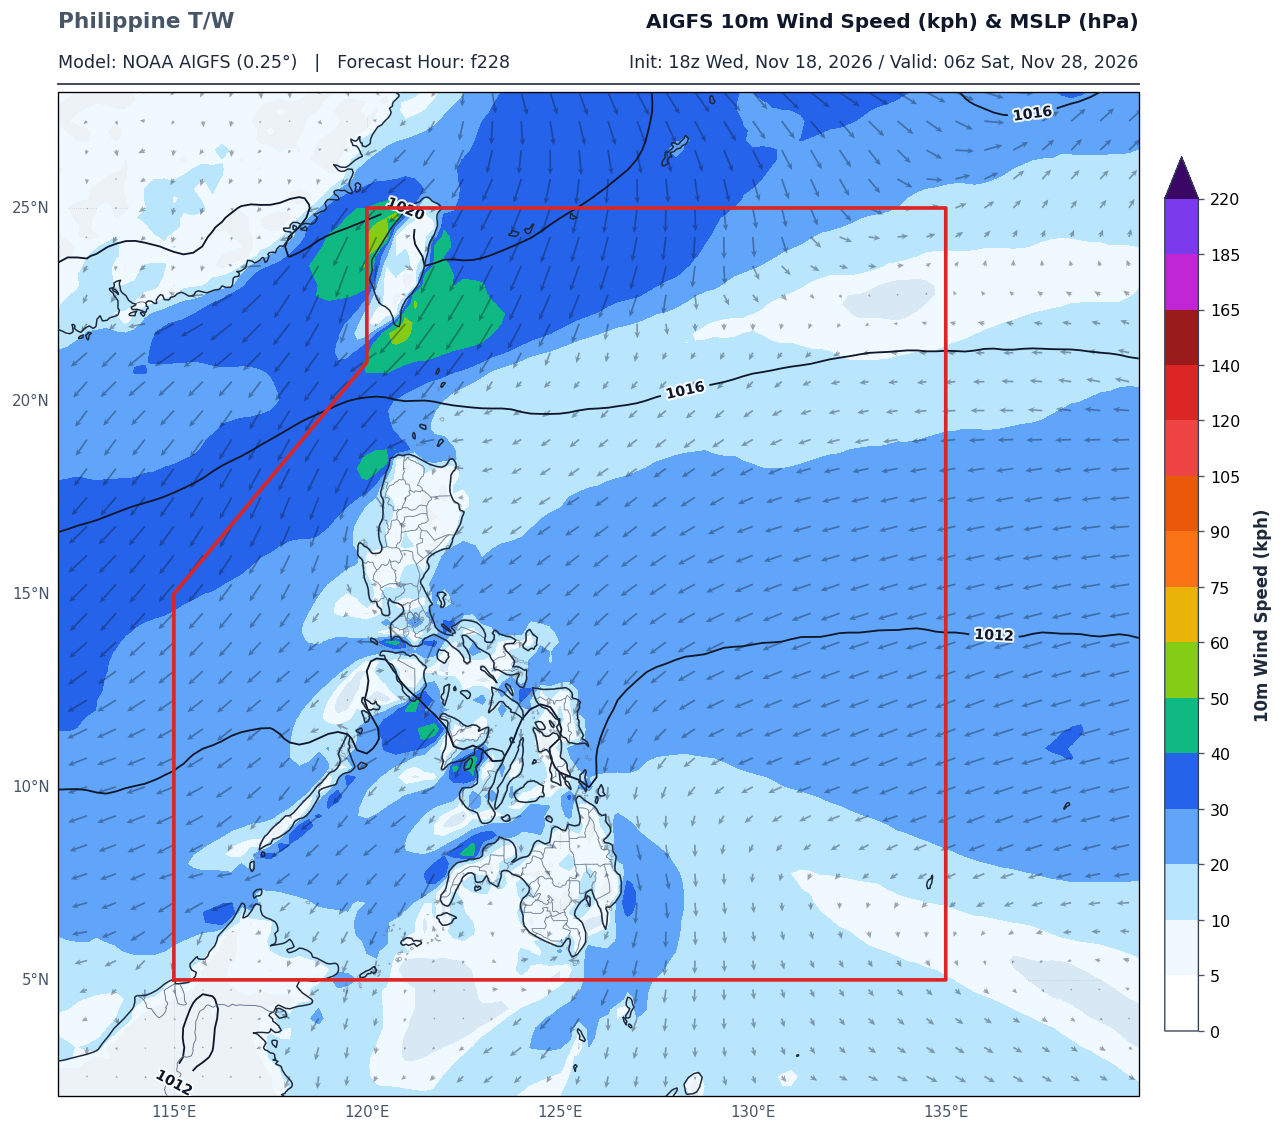 Philippine T/W
AIGFS 10m Wind Speed (kph) & MSLP (hPa)
Model: NOAA AIGFS (0.25°) | Forecast Hour: f228
Init: 18z Wed, Nov 18, 2026 / Valid: 06z Sat, Nov 28, 2026
1016
1020
1016
1012
1012
25°N
20°N
15°N
10°N
5°N
115°E
120°E
125°E
130°E
135°E
220
185
165
140
120
105
90
75
60
50
40
30
20
10
5
0
10m Wind Speed (kph)